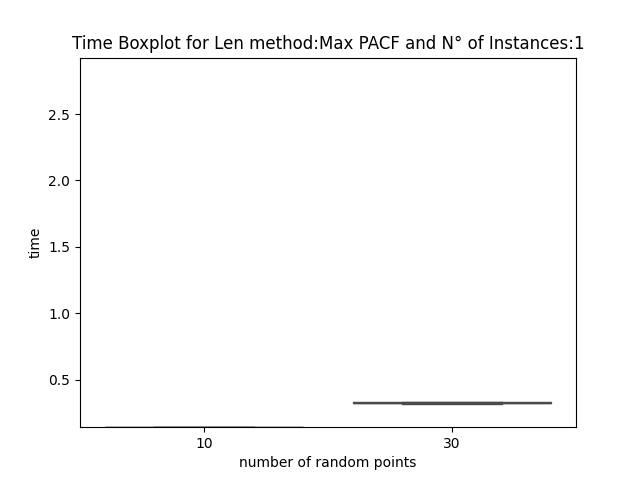 Time Boxplot for Len method:Max PACF and N° of Instances:1
2.5
2.0
1.5
1.0
0.5
time
10 30
number of random points